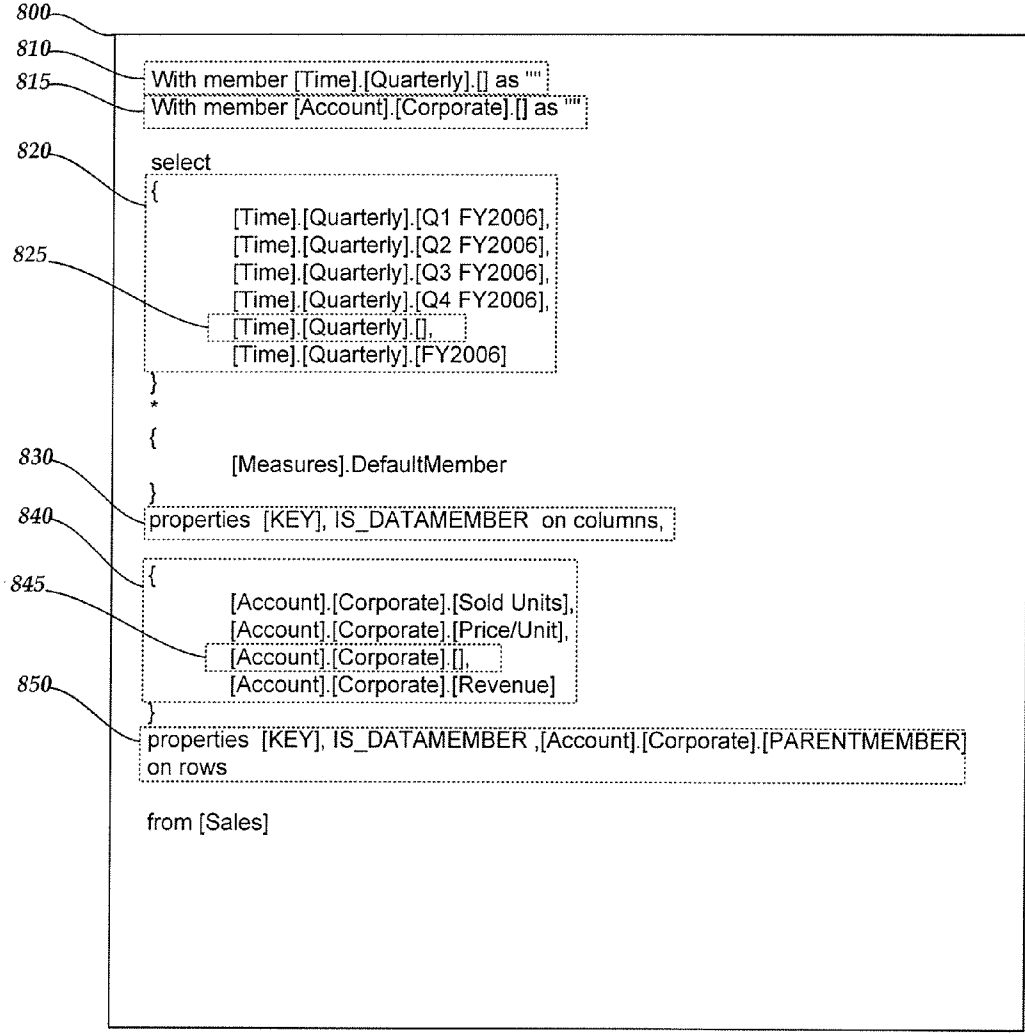 800
810
With member [Time].[Quarterly].[] as ""
815
With member [Account].[Corporate].[] as ""
820
select
{
[Time].[Quarterly].[Q1 FY2006],
[Time].[Quarterly].[Q2 FY2006],
825
[Time].[Quarterly].[Q3 FY2006],
[Time].[Quarterly].[Q4 FY2006],
[Time].[Quarterly].[],
[Time].[Quarterly].[FY2006]
}
*
{
830
[Measures].DefaultMember
}
840
properties [KEY], IS_DATAMEMBER on columns,
{
845
[Account].[Corporate].[Sold Units],
[Account].[Corporate].[Price/Unit],
[Account].[Corporate].[],
850
[Account].[Corporate].[Revenue]
}
properties [KEY], IS_DATAMEMBER ,[Account].[Corporate].[PARENTMEMBER]
on rows
from [Sales]